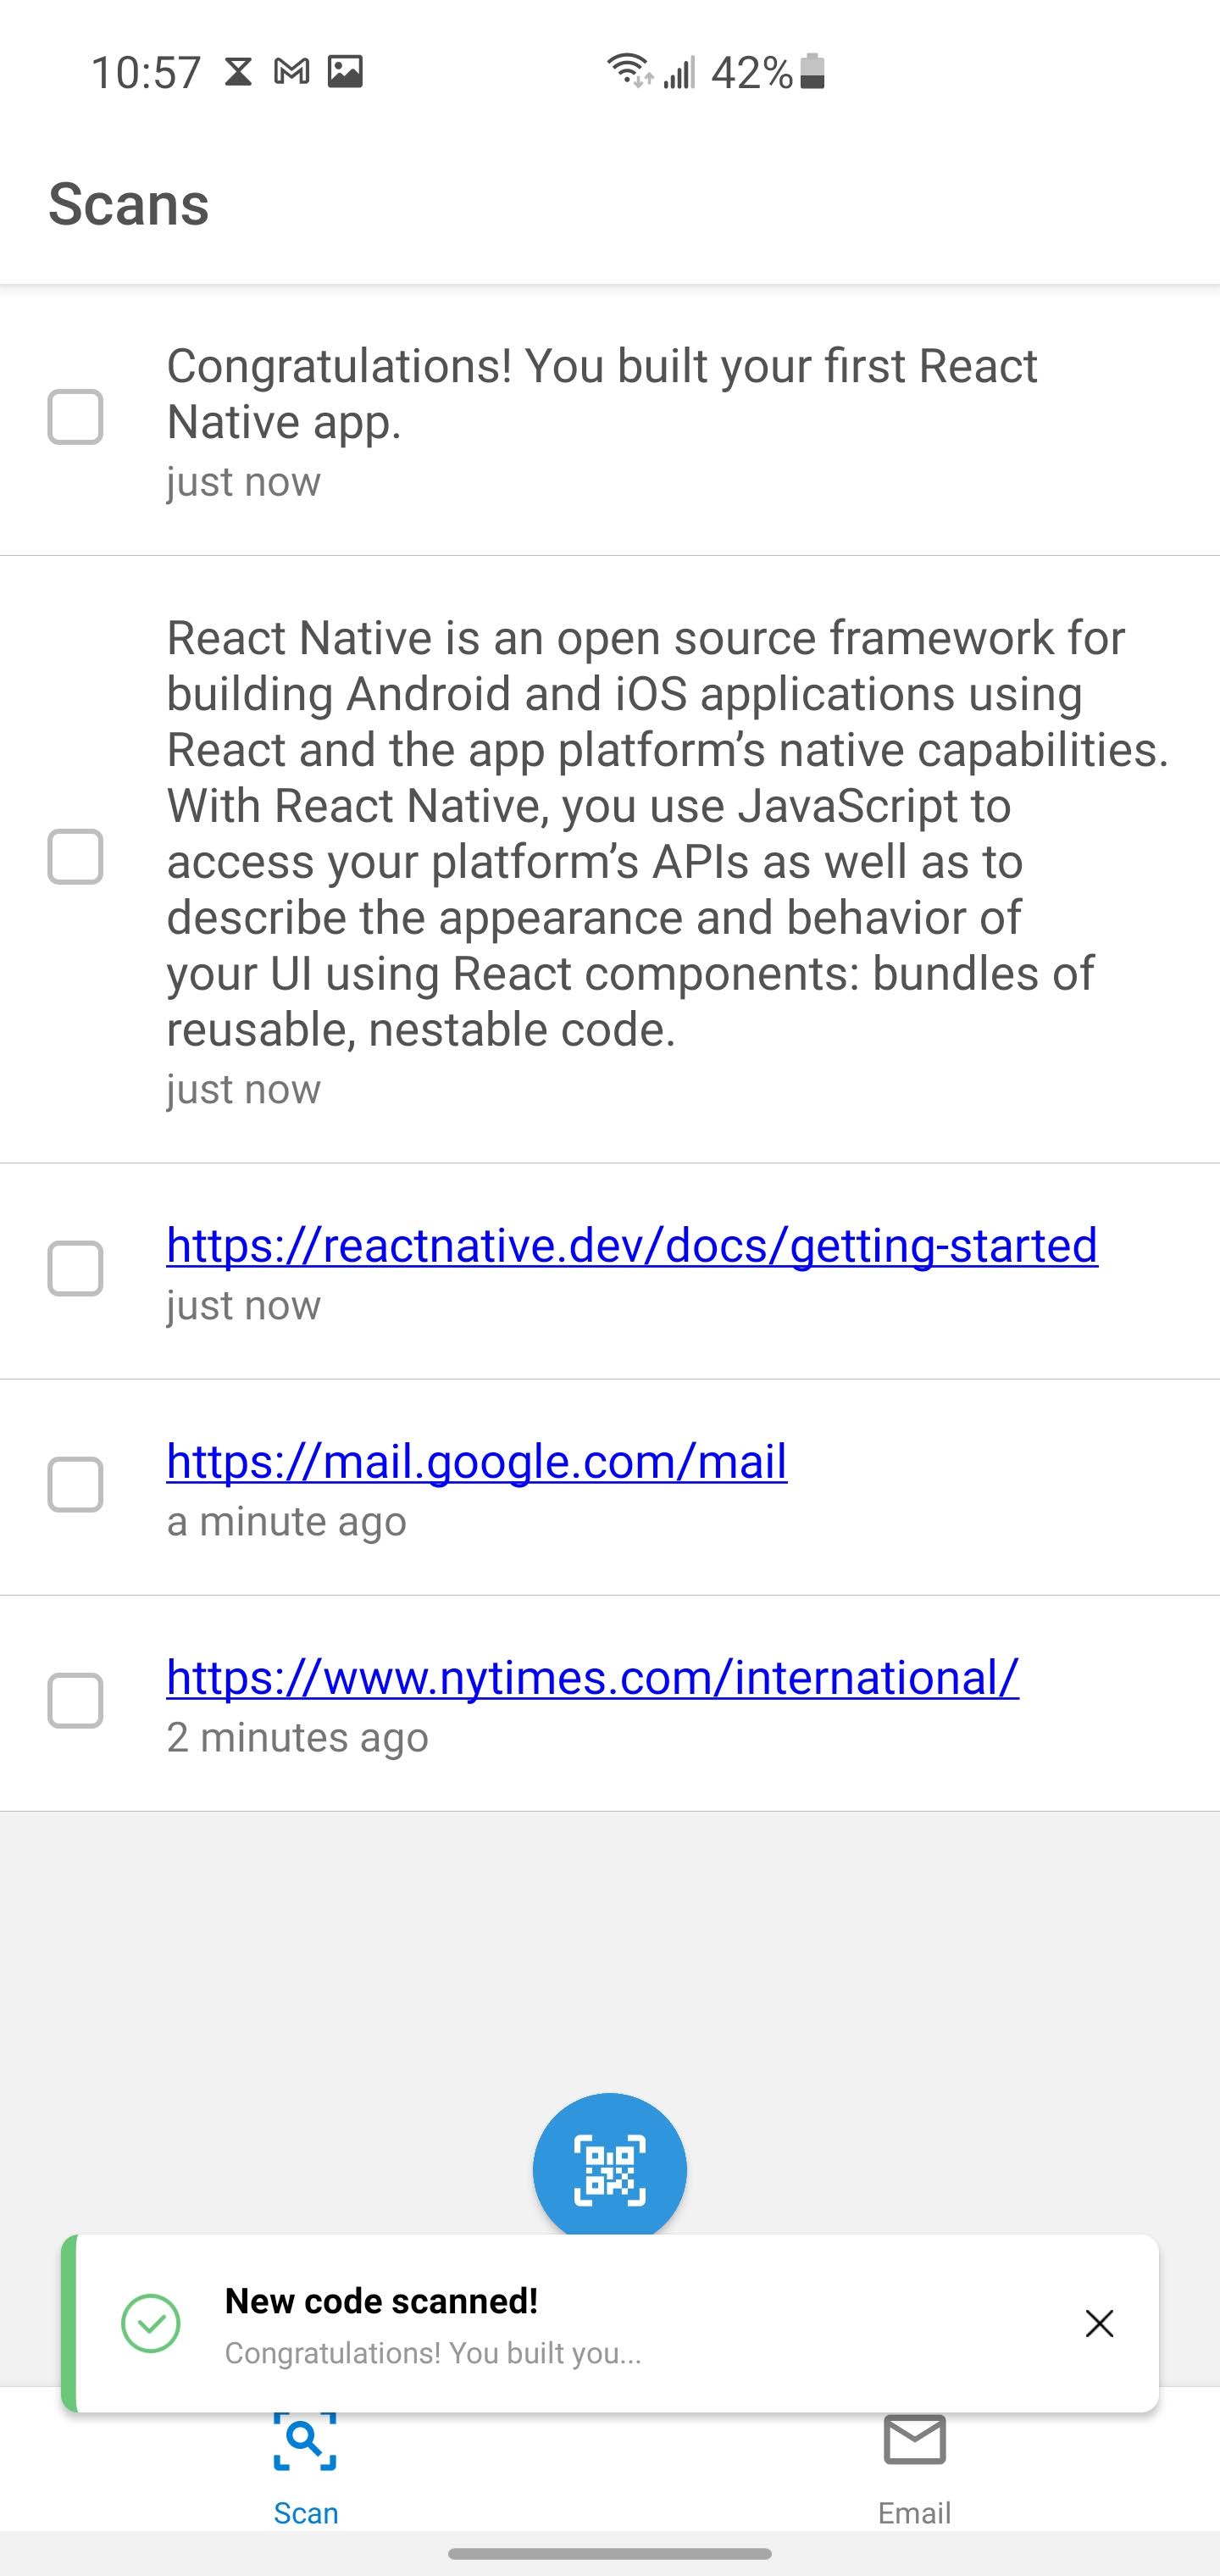 10:57
42%
Scans
Congratulations! You built your first React
Native app.
just now
React Native is an open source framework for
building Android and iOS applications using
React and the app platform’s native capabilities.
With React Native, you use JavaScript to
access your platform’s APIs as well as to
describe the appearance and behavior of
your UI using React components: bundles of
reusable, nestable code.
just now
https://reactnative.dev/docs/getting-started
just now
https://mail.google.com/mail
a minute ago
https://www.nytimes.com/international/
2 minutes ago
New code scanned!
Congratulations! You built you...
Scan
Email